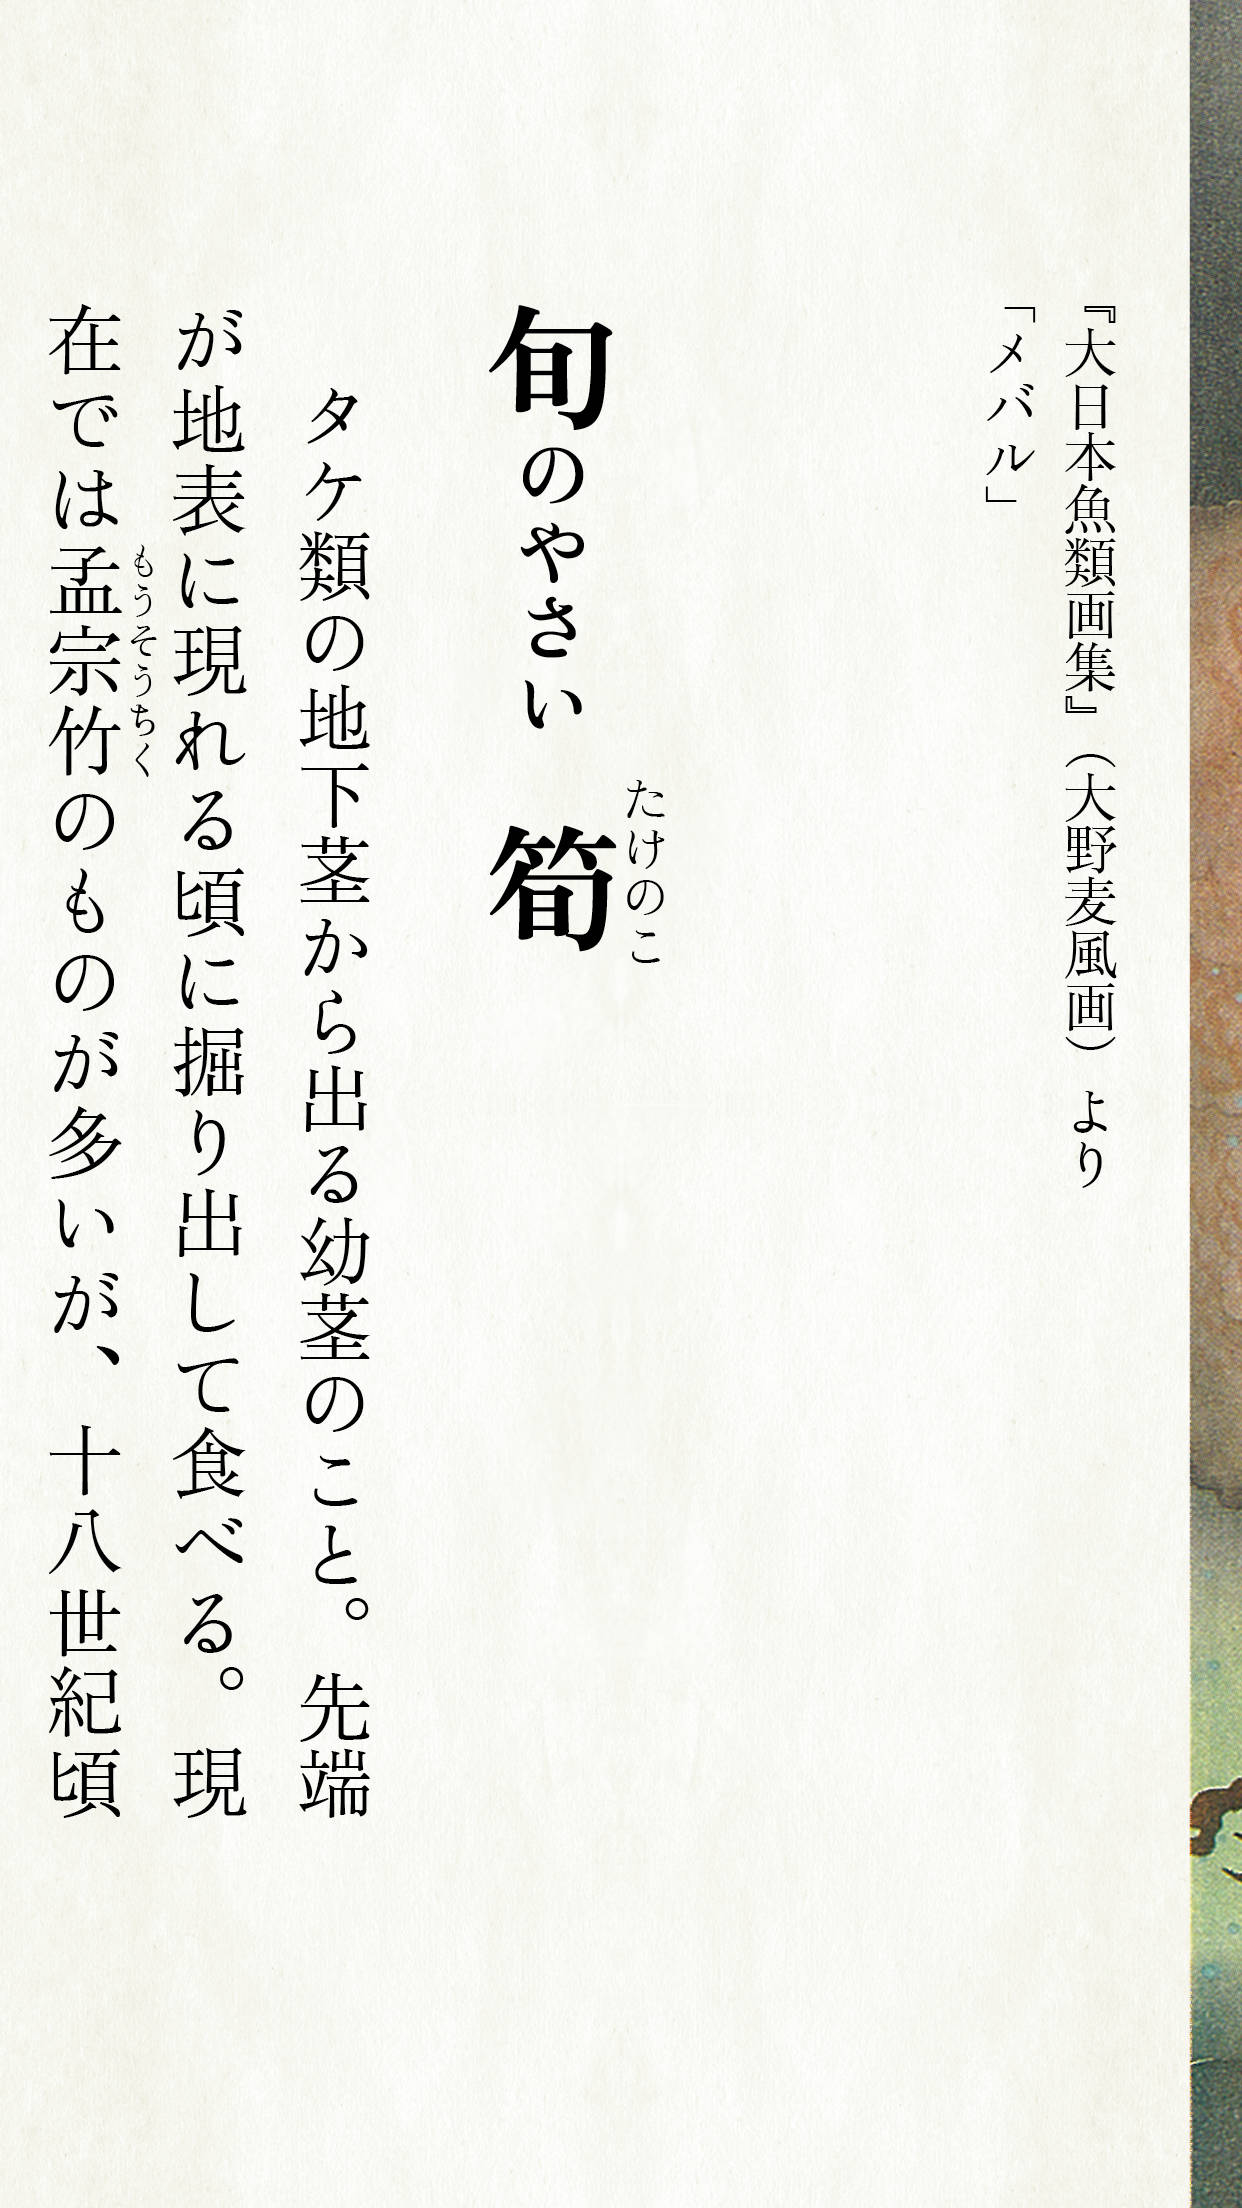 『大日本魚類画集』（大野麦風画）より
「メバル」
たけのこ
旬のやさい　筍
タケ類の地下茎から出る幼茎のこと。先端
が地表に現れる頃に掘り出して食べる。現
もうそうちく
在では孟宗竹のものが多いが、十八世紀頃